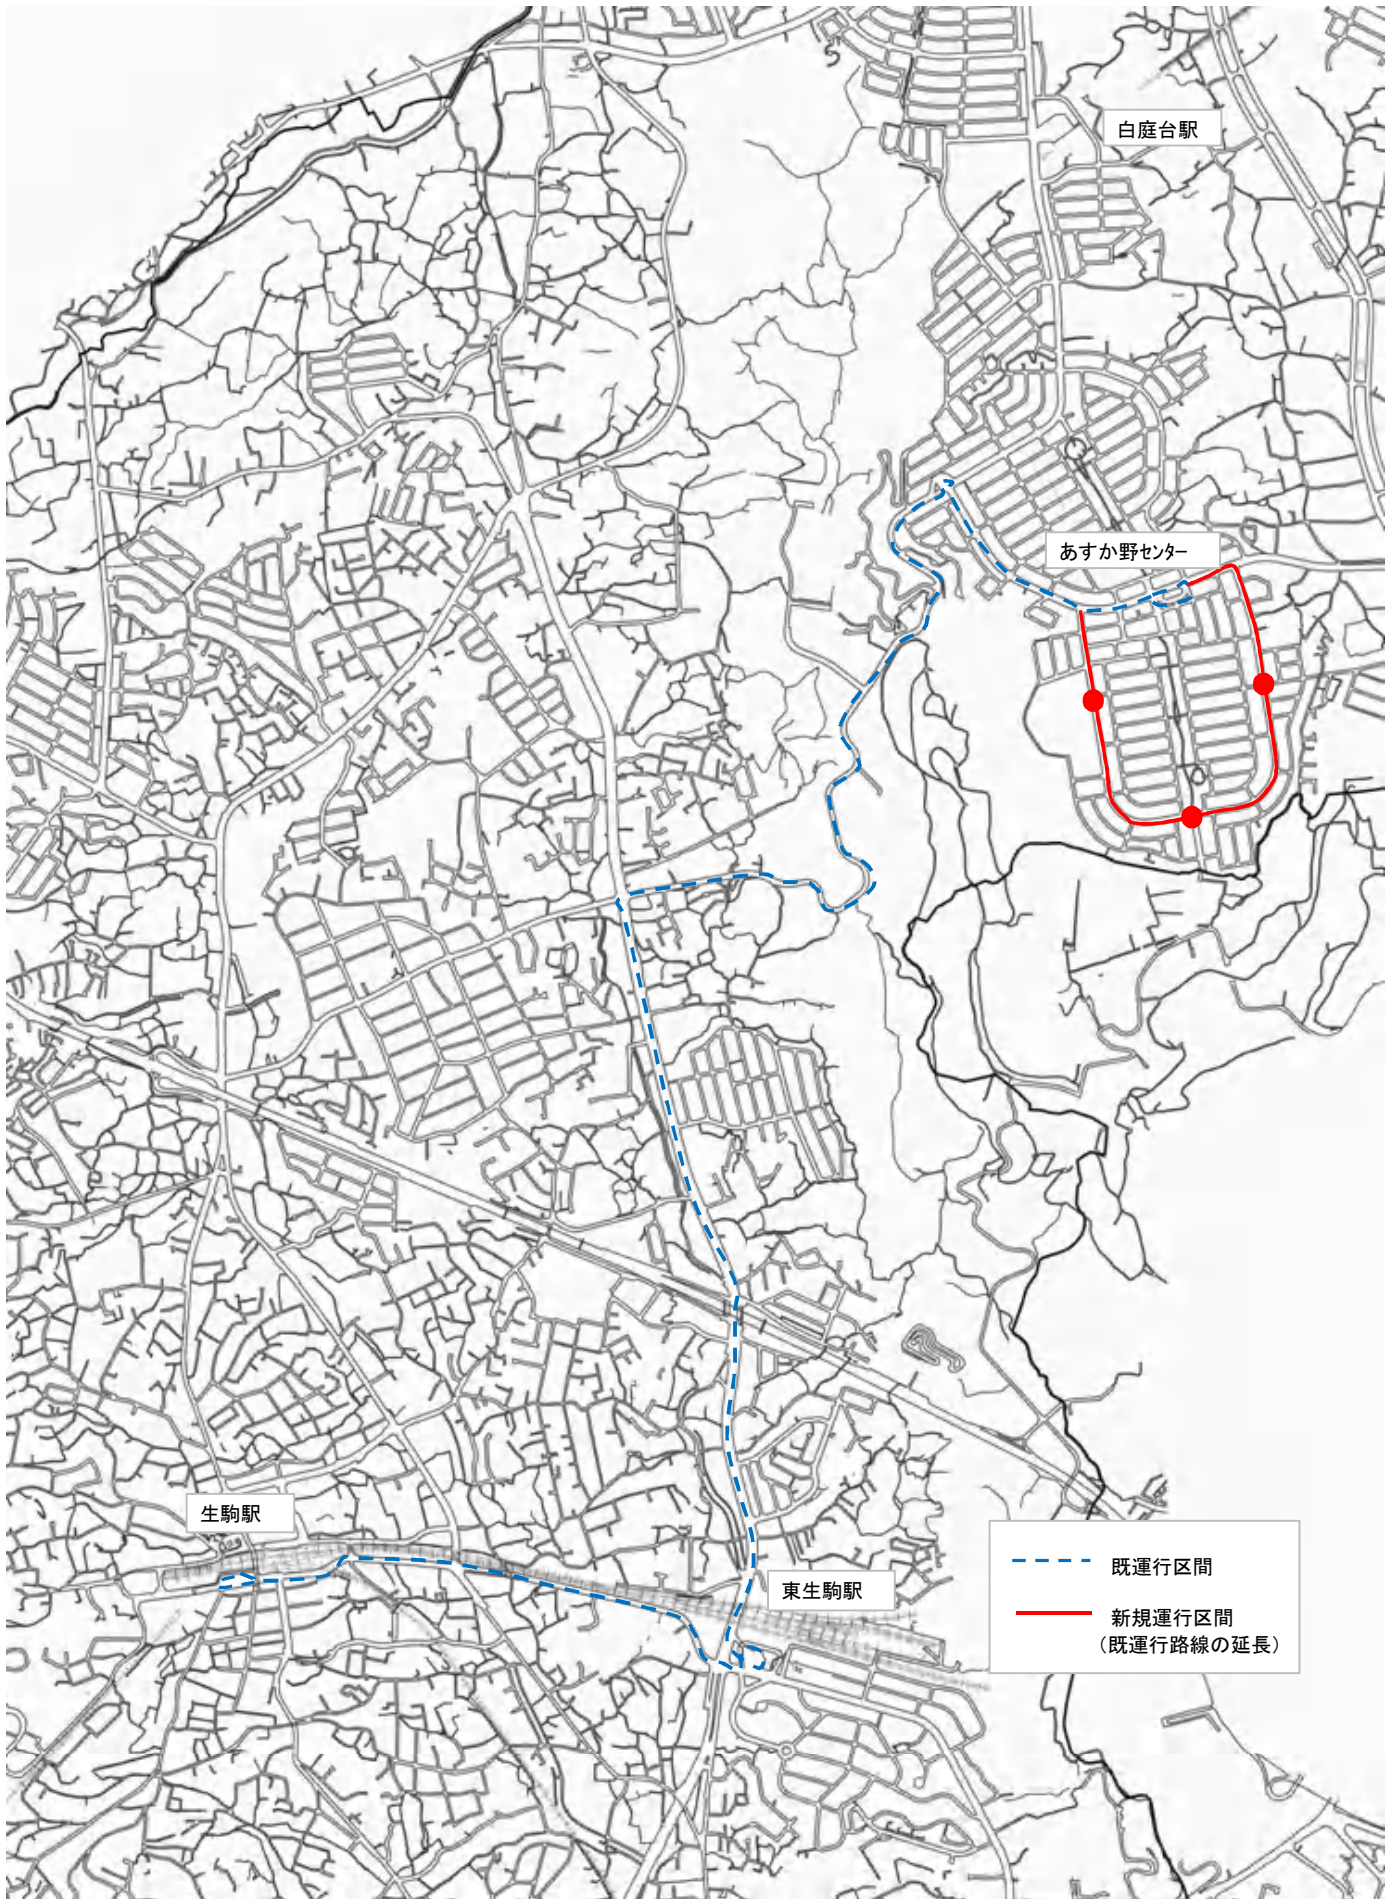 白庭台駅
あすか野センター
生駒駅
東生駒駅
既運行区間
新規運行区間
（既運行路線の延長）